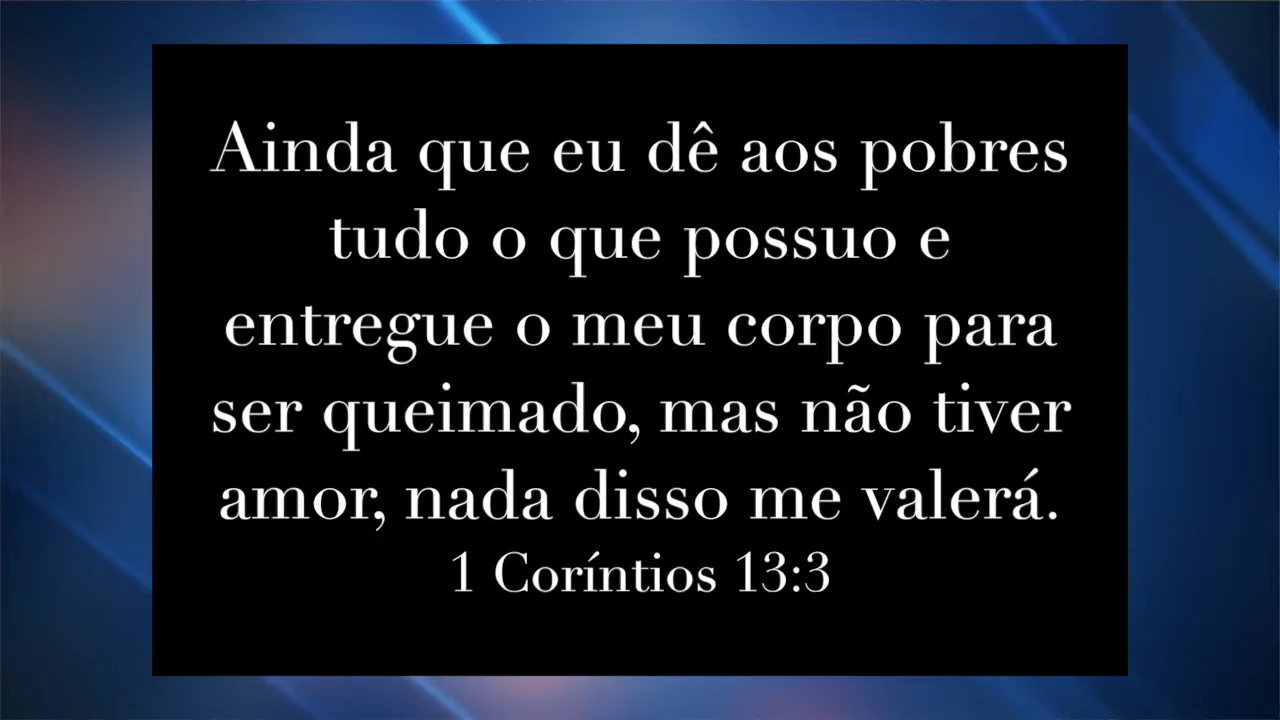 Ainda que eu dê aos pobres
tudo o que possuo e
entregue o meu corpo para
ser queimado, mas não tiver
amor, nada disso me valerá.
1 Coríntios 13:3